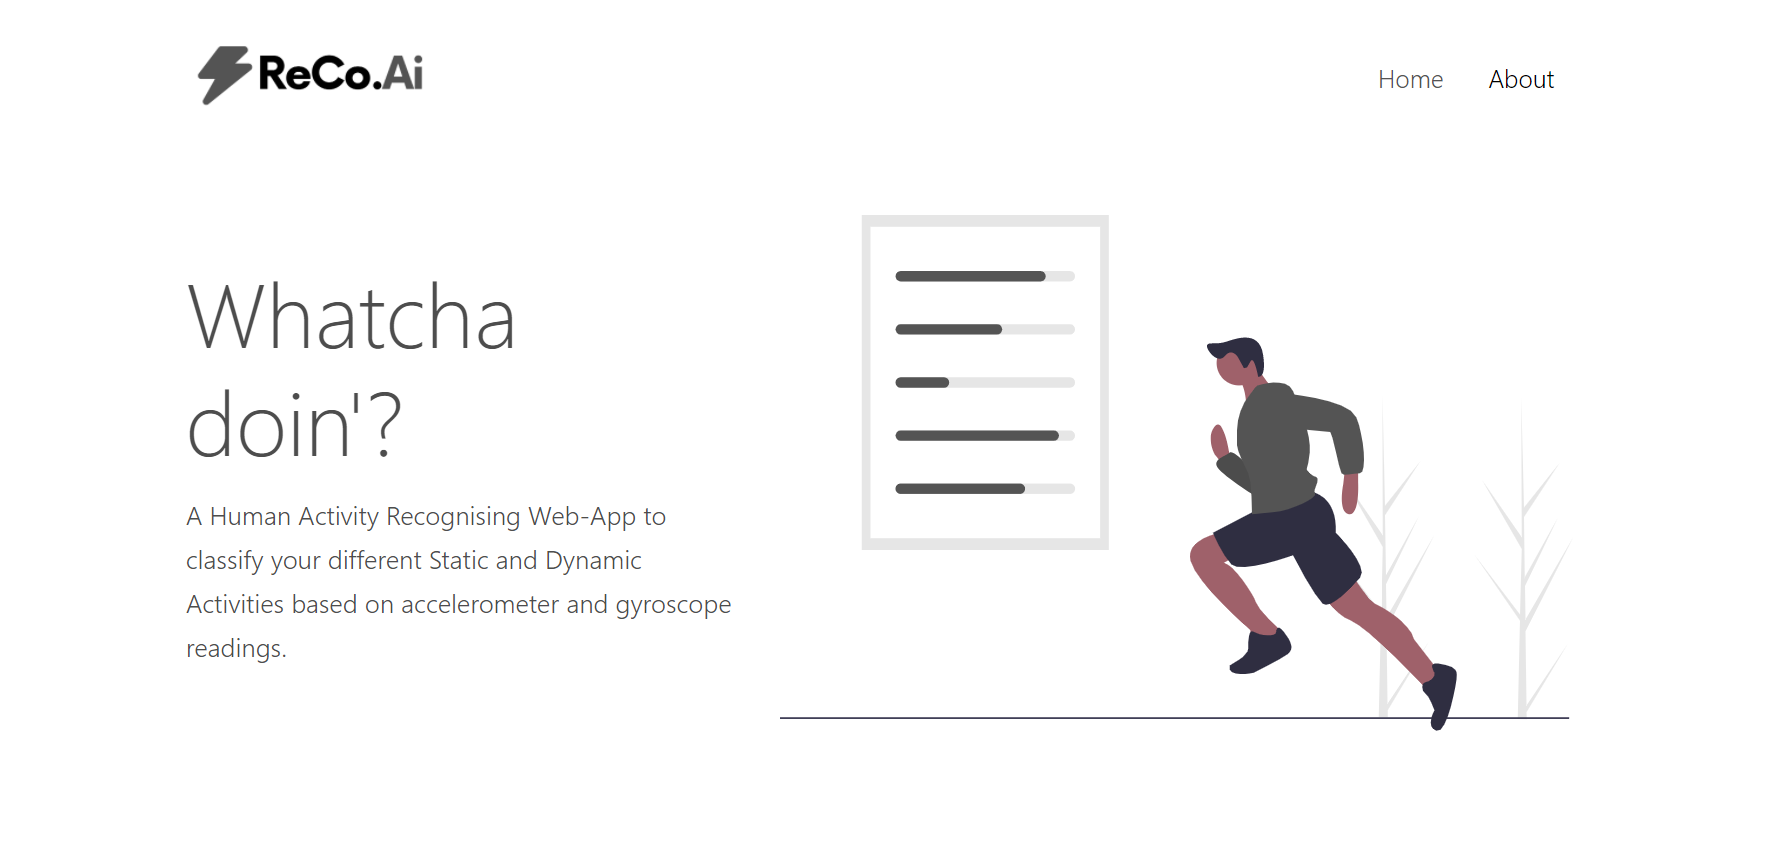 ReCo.Ai
Home About
Whatcha
doin'?
A Human Activity Recognising Web-App to
classify your different Static and Dynamic
Activities based on accelerometer and gyroscope
readings.